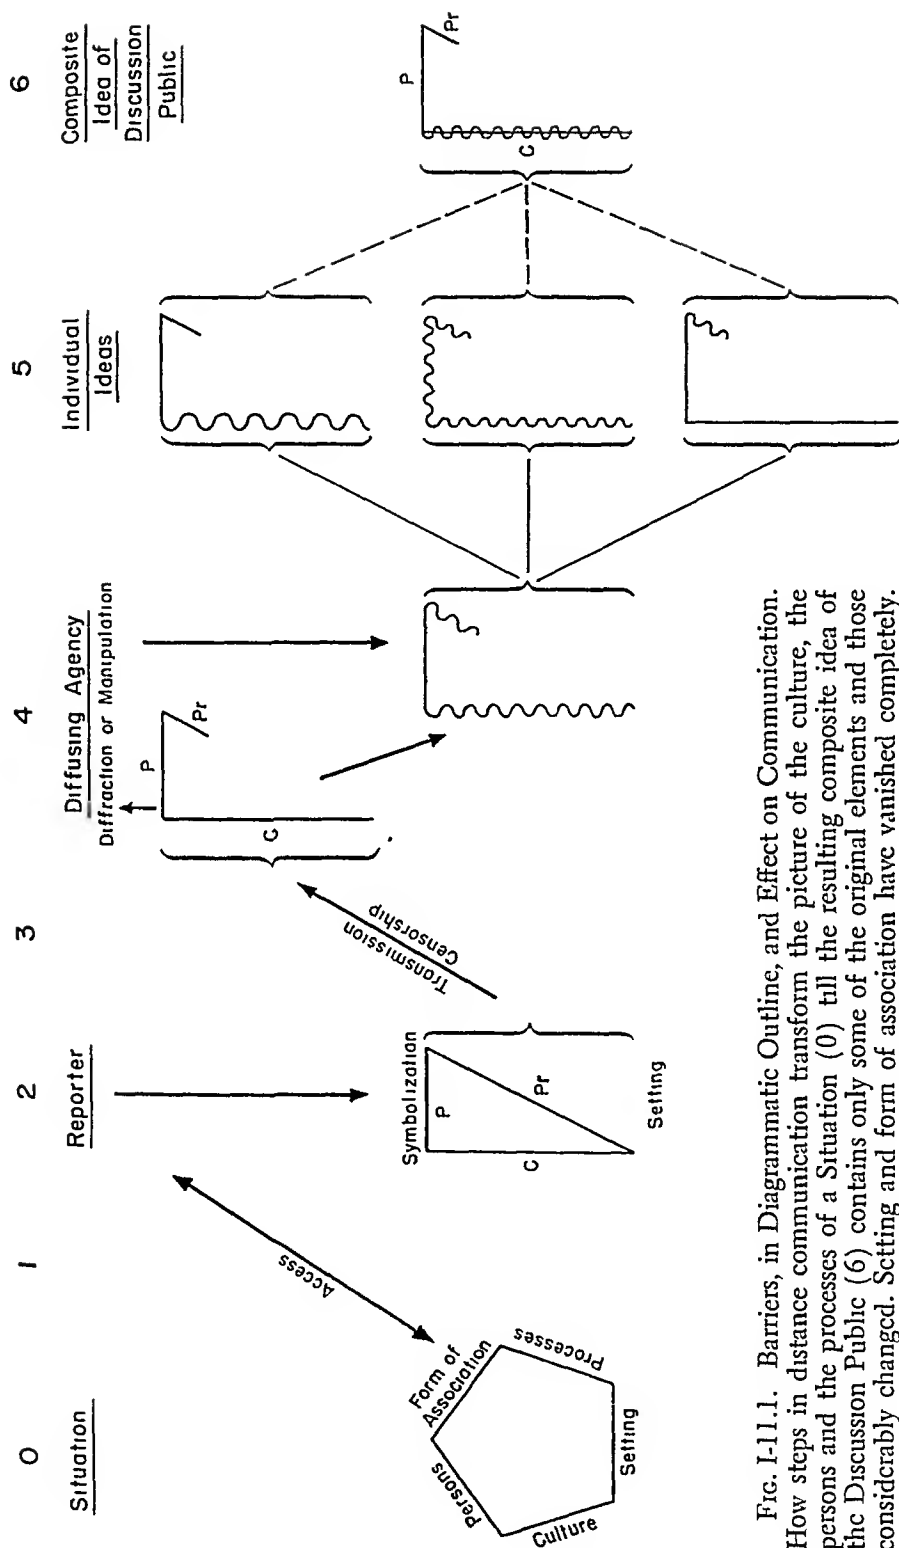 0
Situation
Persons
Form of
Association
Processes
Culture
Setting
1
Access
2
Reporter
Symbolization
P
C
Pr
Setting
3
Transmission
Censorship
4
Diffusing Agency
Diffraction or Manipulation
P
Pr
C
5
Individual
Ideas
6
Composite
Idea of
Discussion
Public
P
Pr
C
FIG. I-11.1. Barriers, in Diagrammatic Outline, and Effect on Communication.
How steps in distance communication transform the picture of the culture, the
persons and the processes of a Situation (0) till the resulting composite idea of
the Discussion Public (6) contains only some of the original elements and those
considerably changed. Setting and form of association have vanished completely.